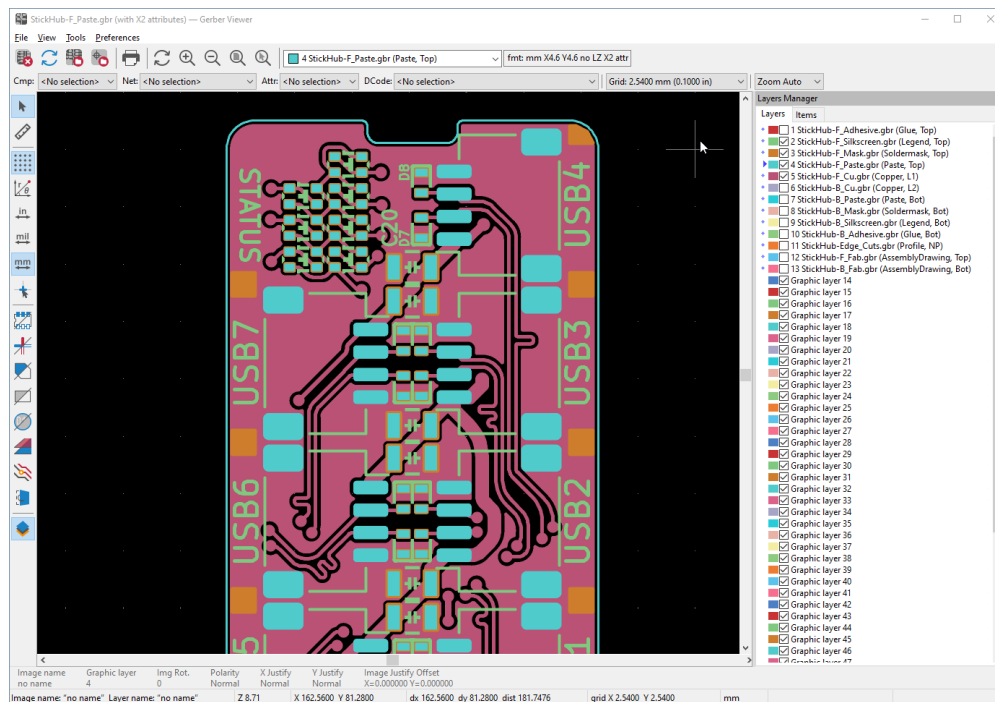 StickHub-F_Paste.gbr (with X2 attributes) — Gerber Viewer
File View Tools Preferences
4 StickHub-F_Paste.gbr (Paste, Top) fmt: mm X4.6 Y4.6 no LZ X2 attr
Cmp: <No selection> Net: <No selection> Attr: <No selection> DCode: <No selection> Grid: 2.5400 mm (0.1000 in) Zoom Auto
Layers Manager
Layers Items
1 StickHub-F_Adhesive.gbr (Glue, Top)
2 StickHub-F_Silkscreen.gbr (Legend, Top)
3 StickHub-F_Mask.gbr (Soldermask, Top)
4 StickHub-F_Paste.gbr (Paste, Top)
5 StickHub-F_Cu.gbr (Copper, L1)
6 StickHub-B_Cu.gbr (Copper, L2)
7 StickHub-B_Paste.gbr (Paste, Bot)
8 StickHub-B_Mask.gbr (Soldermask, Bot)
9 StickHub-B_Silkscreen.gbr (Legend, Bot)
10 StickHub-B_Adhesive.gbr (Glue, Bot)
11 StickHub-Edge_Cuts.gbr (Profile, NP)
12 StickHub-F_Fab.gbr (AssemblyDrawing, Top)
13 StickHub-B_Fab.gbr (AssemblyDrawing, Bot)
Graphic layer 14
Graphic layer 15
Graphic layer 16
Graphic layer 17
Graphic layer 18
Graphic layer 19
Graphic layer 20
Graphic layer 21
Graphic layer 22
Graphic layer 23
Graphic layer 24
Graphic layer 25
Graphic layer 26
Graphic layer 27
Graphic layer 28
Graphic layer 29
Graphic layer 30
Graphic layer 31
Graphic layer 32
Graphic layer 33
Graphic layer 34
Graphic layer 35
Graphic layer 36
Graphic layer 37
Graphic layer 38
Graphic layer 39
Graphic layer 40
Graphic layer 41
Graphic layer 42
Graphic layer 43
Graphic layer 44
Graphic layer 45
Graphic layer 46
Graphic layer 47
in
mil
mm
STATUS
D8
C20
D7
USB4
USB7
USB3
USB6
USB2
5
1
Image name Graphic layer Img Rot. Polarity X Justify Y Justify Image Justify Offset
no name 4 0 Normal Normal Normal X=0.000000 Y=0.000000
Image name: "no name" Layer name: "no name" Z 8.71 X 162.5600 Y 81.2800 dx 162.5600 dy 81.2800 dist 181.7476 grid X 2.5400 Y 2.5400 mm